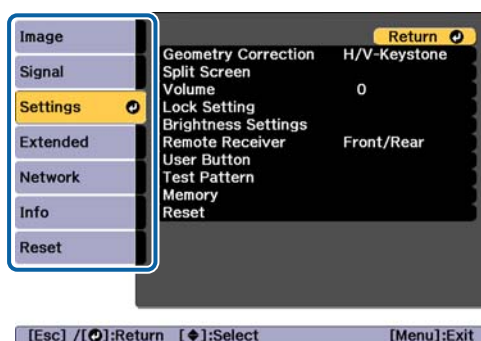 Image
Signal
Settings
Extended
Network
Info
Reset
Return
Geometry Correction H/V-Keystone
Split Screen
Volume 0
Lock Setting
Brightness Settings
Remote Receiver Front/Rear
User Button
Test Pattern
Memory
Reset
[Esc] /[⏎]:Return [◆]:Select [Menu]:Exit